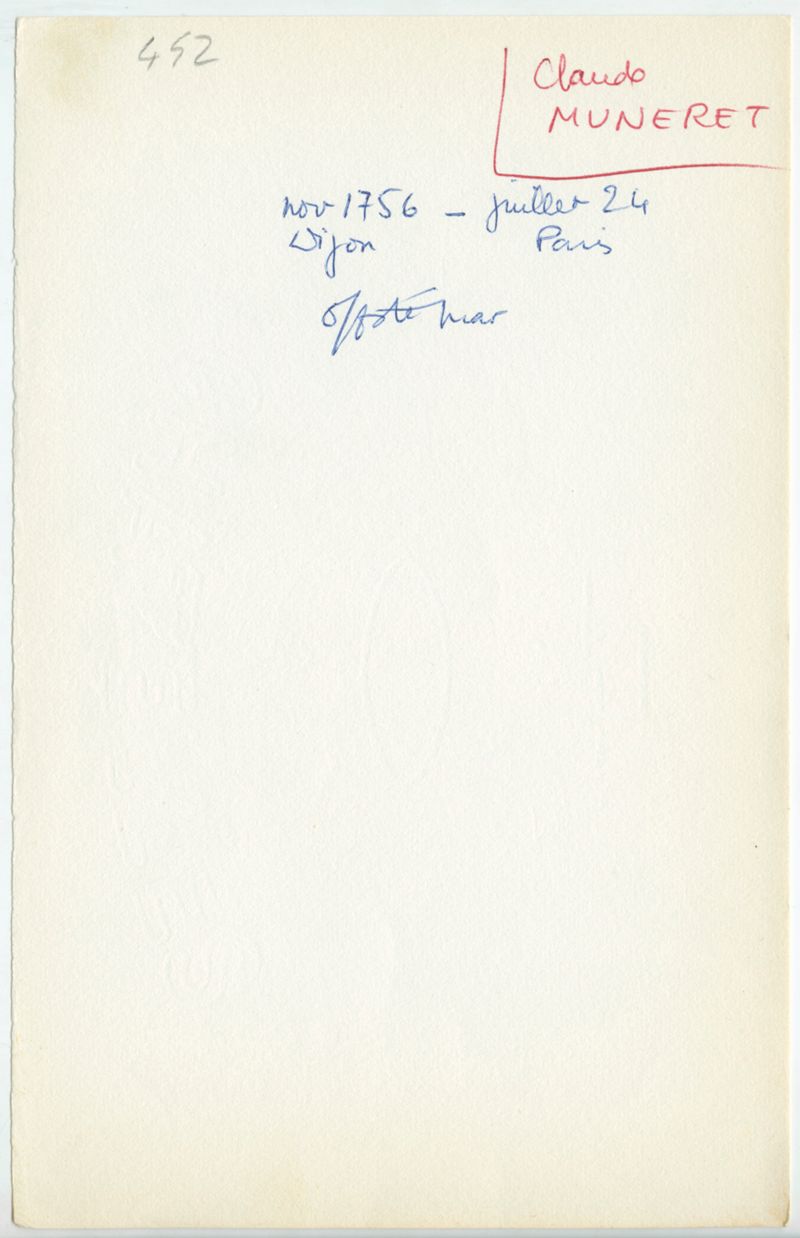 452
Claude
MUNERET
nov 1756 - juillet 24
Dijon Paris